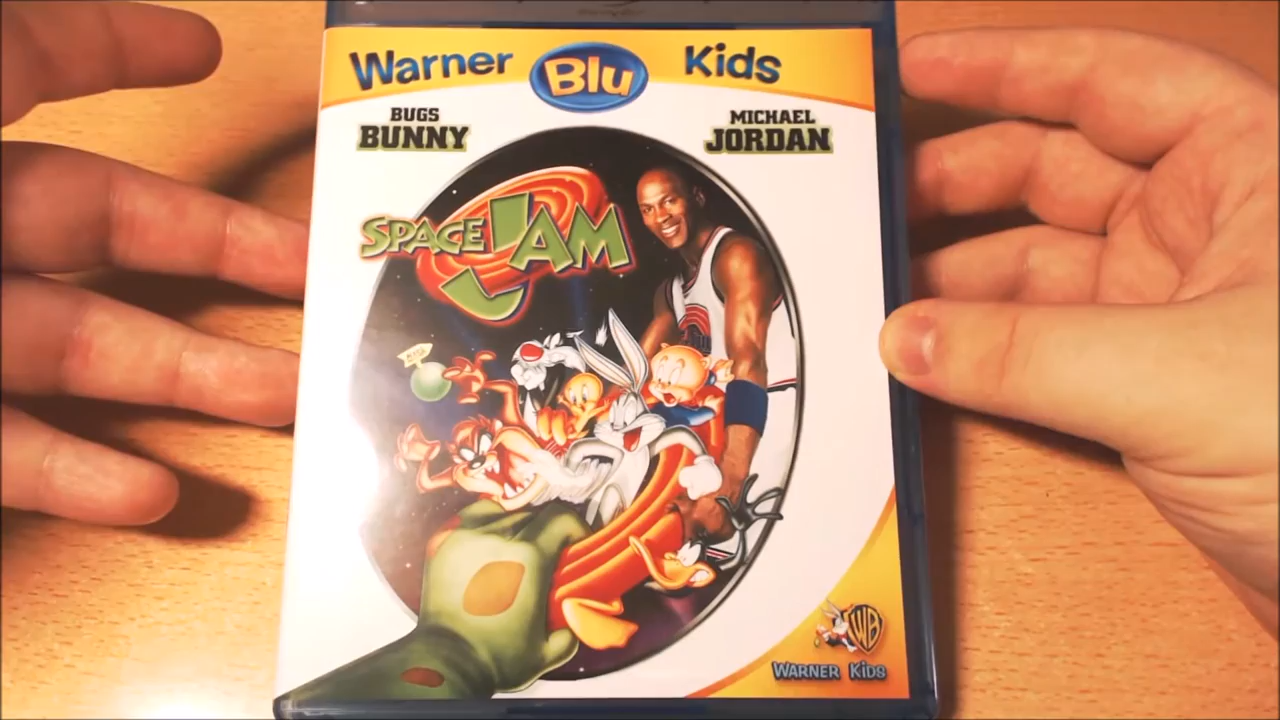 Warner Blu Kids
BUGS
BUNNY
MICHAEL
JORDAN
SPACE JAM
WB
WARNER KIDS